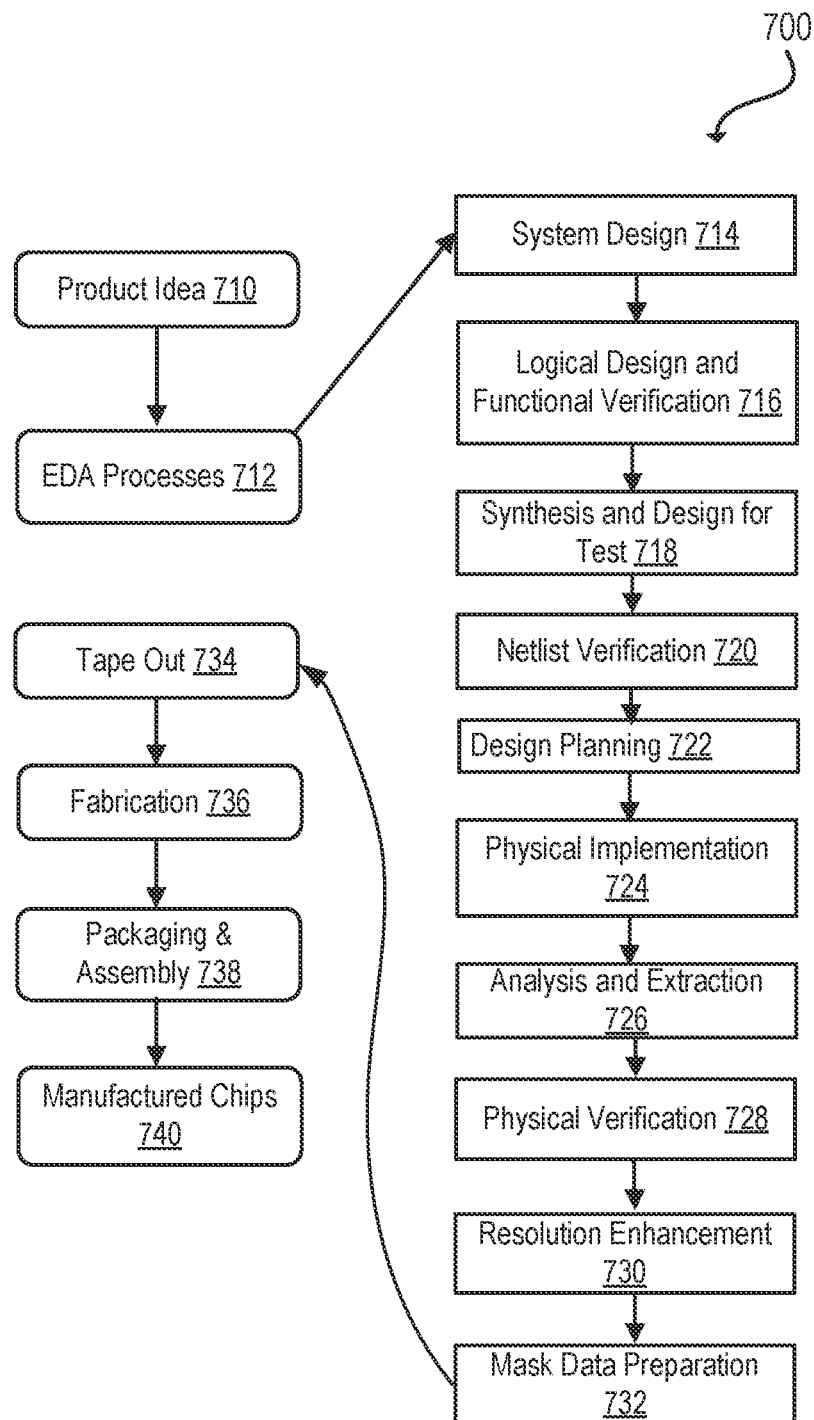 700
Product Idea 710
EDA Processes 712
System Design 714
Logical Design and
Functional Verification 716
Synthesis and Design for
Test 718
Netlist Verification 720
Design Planning 722
Physical Implementation
724
Analysis and Extraction
726
Physical Verification 728
Resolution Enhancement
730
Mask Data Preparation
732
Tape Out 734
Fabrication 736
Packaging &
Assembly 738
Manufactured Chips
740